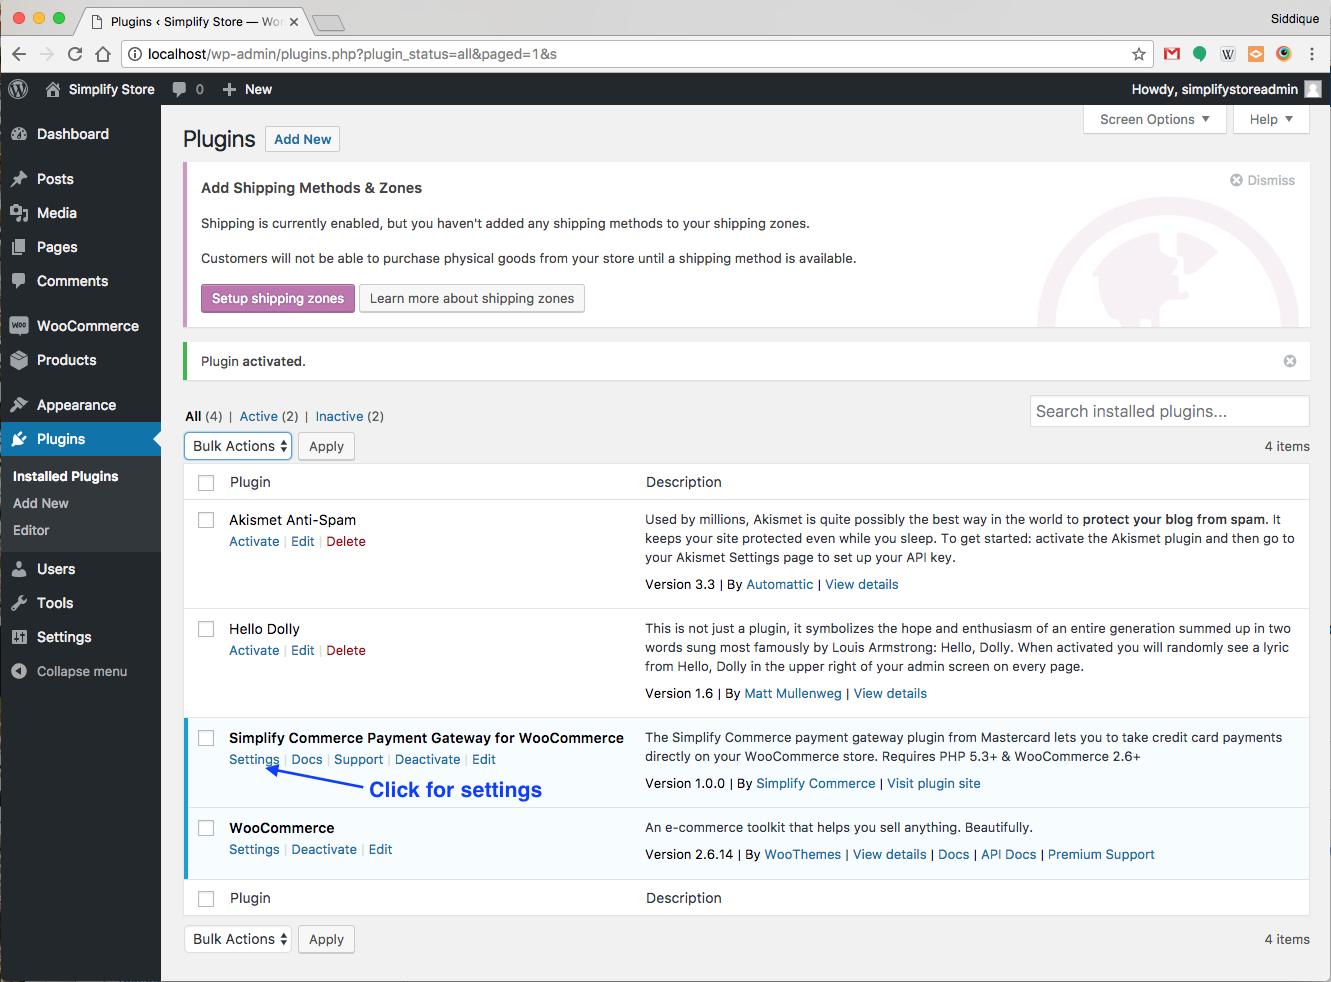 Plugins ‹ Simplify Store — Wor
Siddique
localhost/wp-admin/plugins.php?plugin_status=all&paged=1&s
Simplify Store
0
New
Howdy, simplifystoreadmin
Dashboard
Posts
Media
Pages
Comments
WooCommerce
Products
Appearance
Plugins
Installed Plugins
Add New
Editor
Users
Tools
Settings
Collapse menu
Screen Options
Help
Plugins
Add New
Add Shipping Methods & Zones
Dismiss
Shipping is currently enabled, but you haven't added any shipping methods to your shipping zones.
Customers will not be able to purchase physical goods from your store until a shipping method is available.
Setup shipping zones
Learn more about shipping zones
Plugin activated.
All (4) | Active (2) | Inactive (2)
Search installed plugins...
Bulk Actions
Apply
4 items
Plugin
Description
Akismet Anti-Spam
Activate | Edit | Delete
Used by millions, Akismet is quite possibly the best way in the world to protect your blog from spam. It
keeps your site protected even while you sleep. To get started: activate the Akismet plugin and then go to
your Akismet Settings page to set up your API key.
Version 3.3 | By Automattic | View details
Hello Dolly
Activate | Edit | Delete
This is not just a plugin, it symbolizes the hope and enthusiasm of an entire generation summed up in two
words sung most famously by Louis Armstrong: Hello, Dolly. When activated you will randomly see a lyric
from Hello, Dolly in the upper right of your admin screen on every page.
Version 1.6 | By Matt Mullenweg | View details
Simplify Commerce Payment Gateway for WooCommerce
Settings | Docs | Support | Deactivate | Edit
Click for settings
The Simplify Commerce payment gateway plugin from Mastercard lets you to take credit card payments
directly on your WooCommerce store. Requires PHP 5.3+ & WooCommerce 2.6+
Version 1.0.0 | By Simplify Commerce | Visit plugin site
WooCommerce
Settings | Deactivate | Edit
An e-commerce toolkit that helps you sell anything. Beautifully.
Version 2.6.14 | By WooThemes | View details | Docs | API Docs | Premium Support
Plugin
Description
Bulk Actions
Apply
4 items